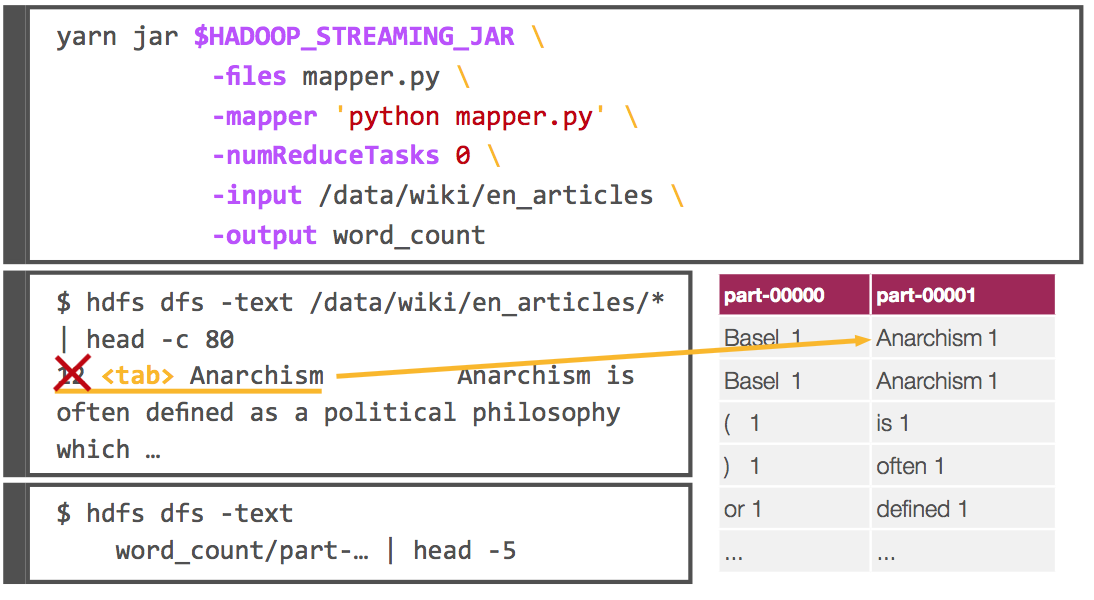 yarn jar $HADOOP_STREAMING_JAR \
-files mapper.py \
-mapper 'python mapper.py' \
-numReduceTasks 0 \
-input /data/wiki/en_articles \
-output word_count
$ hdfs dfs -text /data/wiki/en_articles/*
| head -c 80
12 <tab> Anarchism Anarchism is
often defined as a political philosophy
which …
$ hdfs dfs -text
word_count/part-… | head -5
part-00000 part-00001
Basel 1 Anarchism 1
Basel 1 Anarchism 1
( 1 is 1
) 1 often 1
or 1 defined 1
... ...